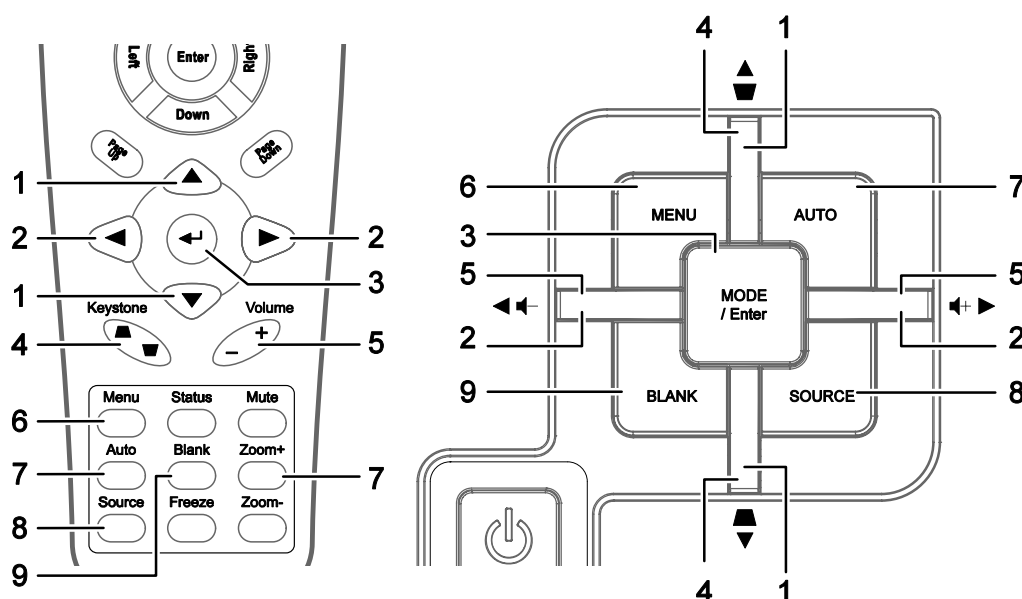 Left
Enter
Right
Down
Page Up
Page Down
1
2
2
3
1
Keystone
Volume
+
−
4
5
Menu
Status
Mute
6
Auto
Blank
Zoom+
7
7
Source
Freeze
Zoom-
8
9
4
1
6
7
MENU
AUTO
3
5
5
MODE
/ Enter
−
+
2
2
9
8
BLANK
SOURCE
4
1